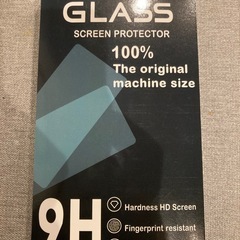 GLASS
SCREEN PROTECTOR
100%
The original
machine size
9H
Hardness HD Screen
Fingerprint resistant